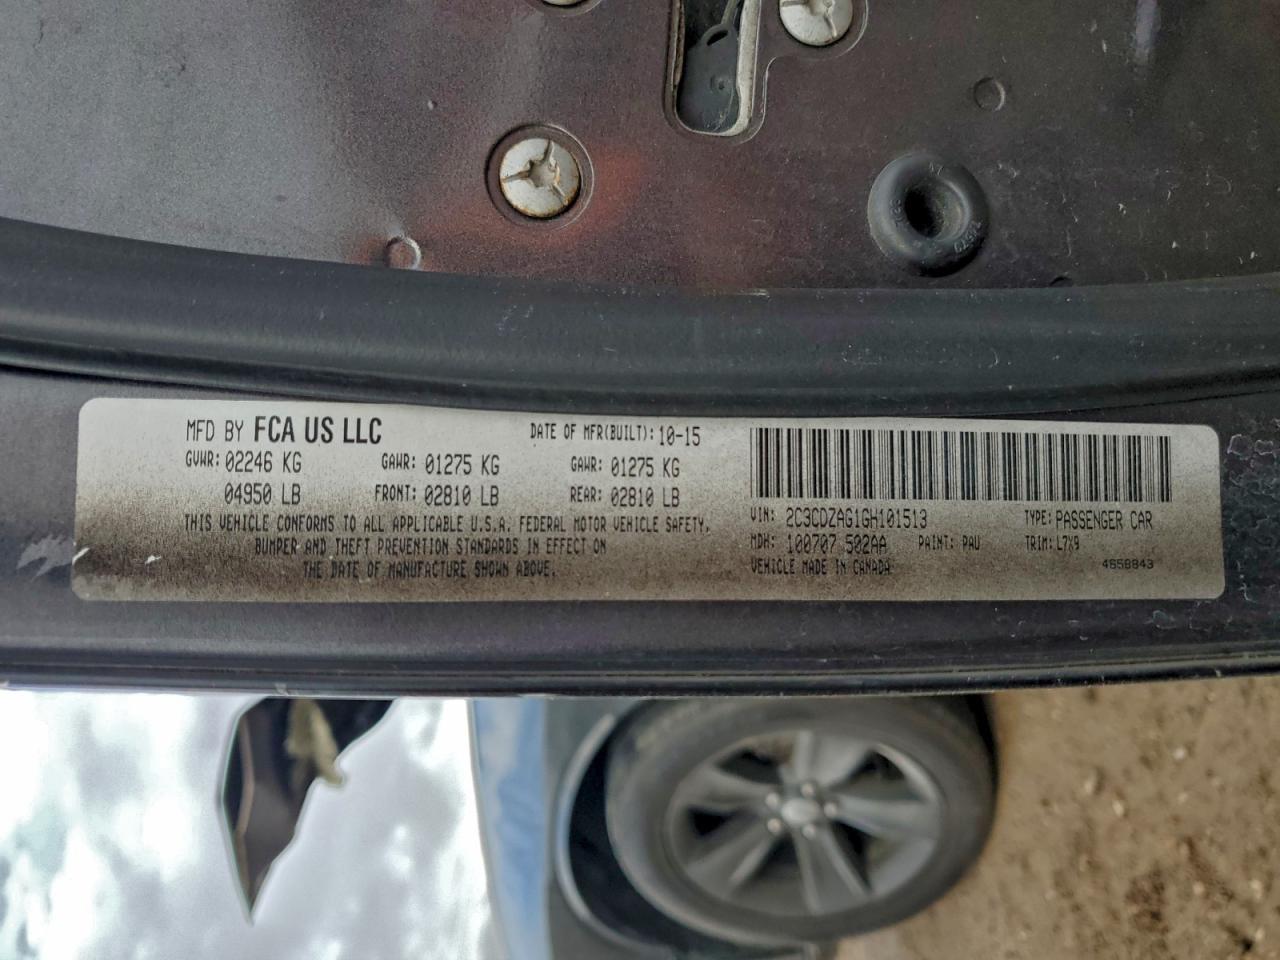 MFD BY FCA US LLC DATE OF MFR(BUILT): 10-15
GVWR: 02246 KG GAWR: 01275 KG GAWR: 01275 KG
04950 LB FRONT: 02810 LB REAR: 02810 LB
THIS VEHICLE CONFORMS TO ALL APPLICABLE U.S.A. FEDERAL MOTOR VEHICLE SAFETY,
BUMPER AND THEFT PREVENTION STANDARDS IN EFFECT ON
THE DATE OF MANUFACTURE SHOWN ABOVE.
VIN: 2C3CDZAG1GH101513 TYPE: PASSENGER CAR
MDH: 100707 502AA PAINT: PAU TRIM: L7X9
VEHICLE MADE IN CANADA 4658843